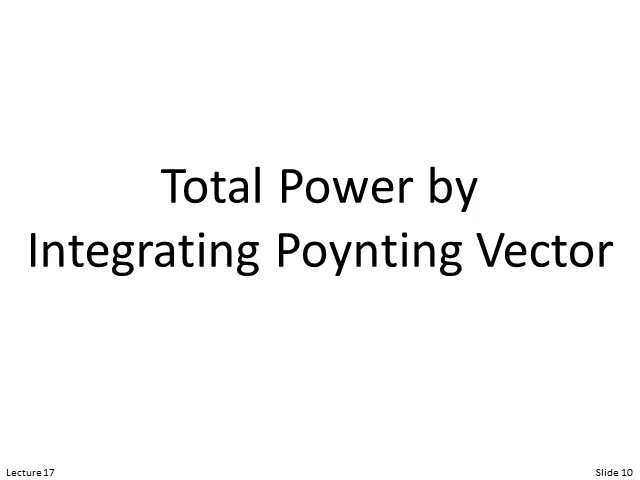 Total Power by
Integrating Poynting Vector
Lecture 17
Slide 10